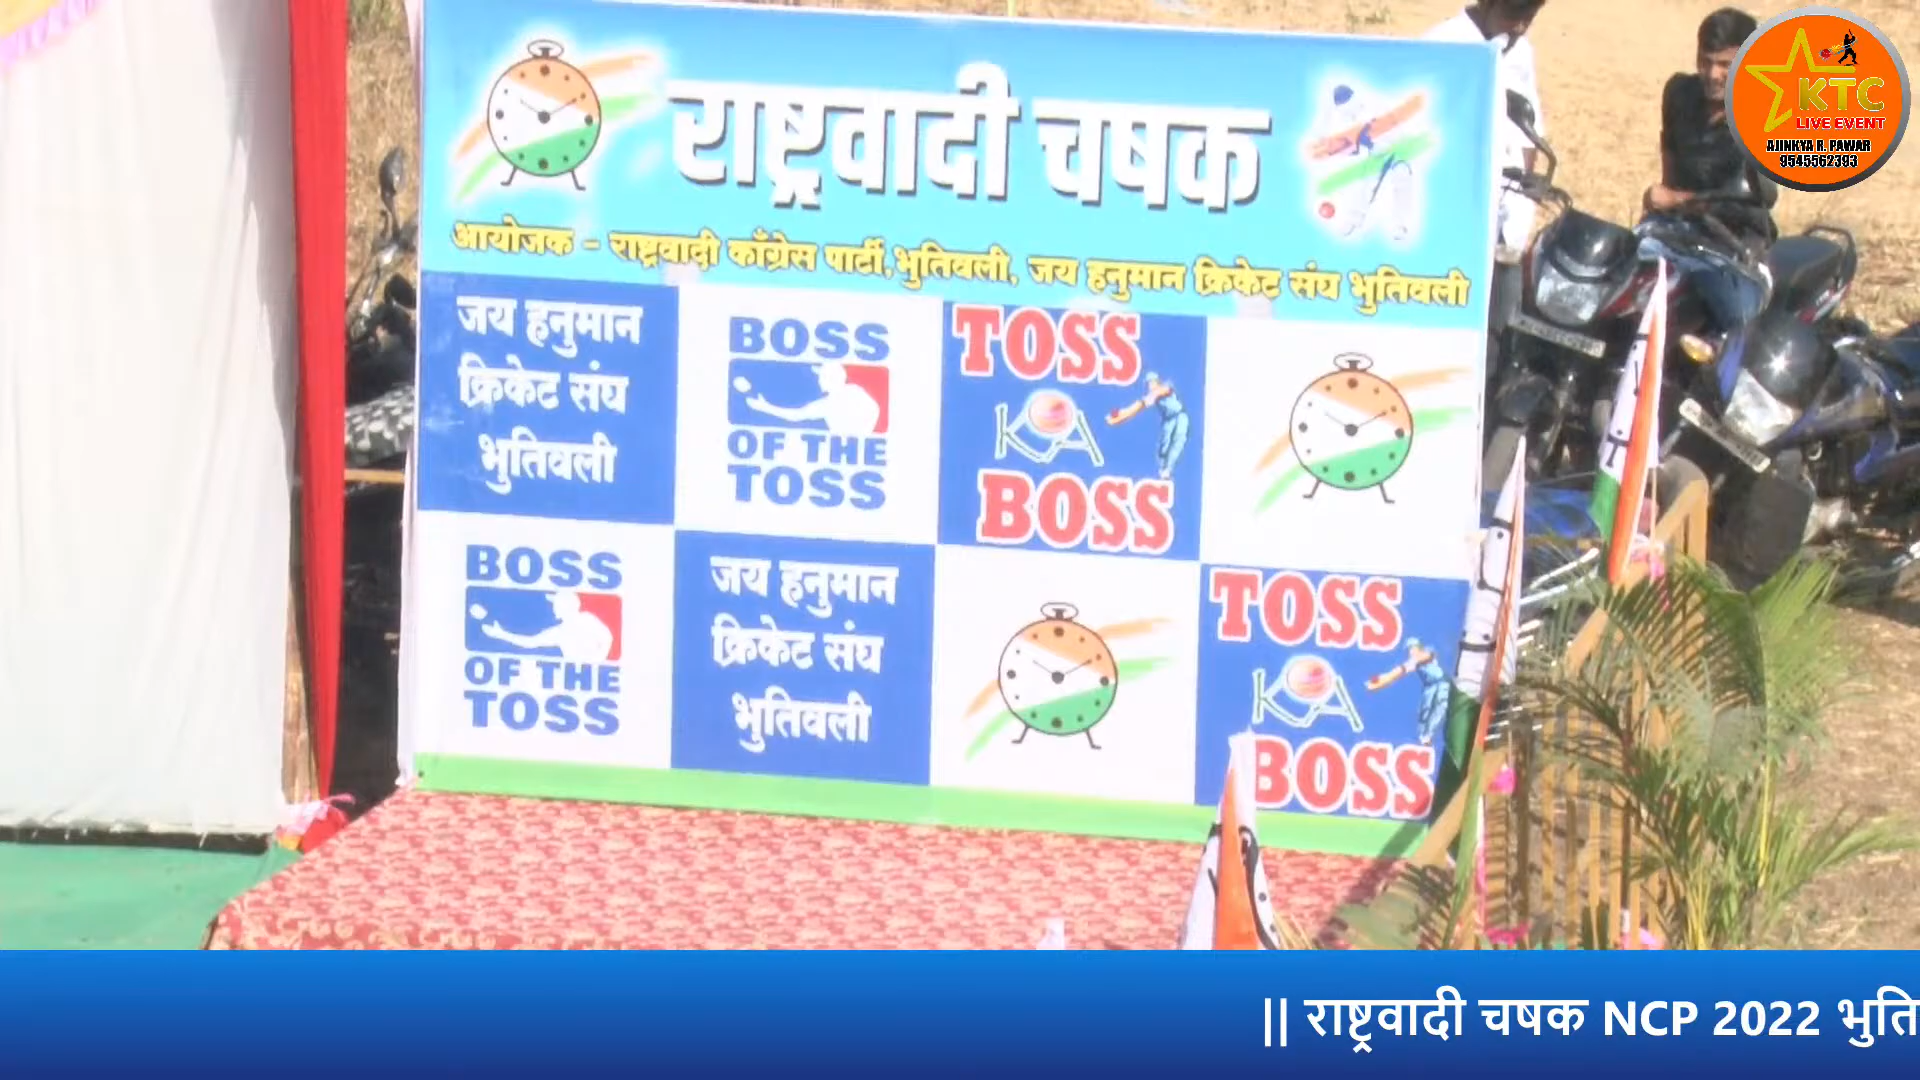 राष्ट्रवादी चषक
आयोजक - राष्ट्रवादी काँग्रेस पार्टी, भुतिवली, जय हनुमान क्रिकेट संघ भुतिवली
जय हनुमान
क्रिकेट संघ
भुतिवली
BOSS
OF THE
TOSS
TOSS
KA
BOSS
BOSS
OF THE
TOSS
जय हनुमान
क्रिकेट संघ
भुतिवली
TOSS
KA
BOSS
KTC
LIVE EVENT
AJINKYA R. PAWAR
9545562393
|| राष्ट्रवादी चषक NCP 2022 भुति